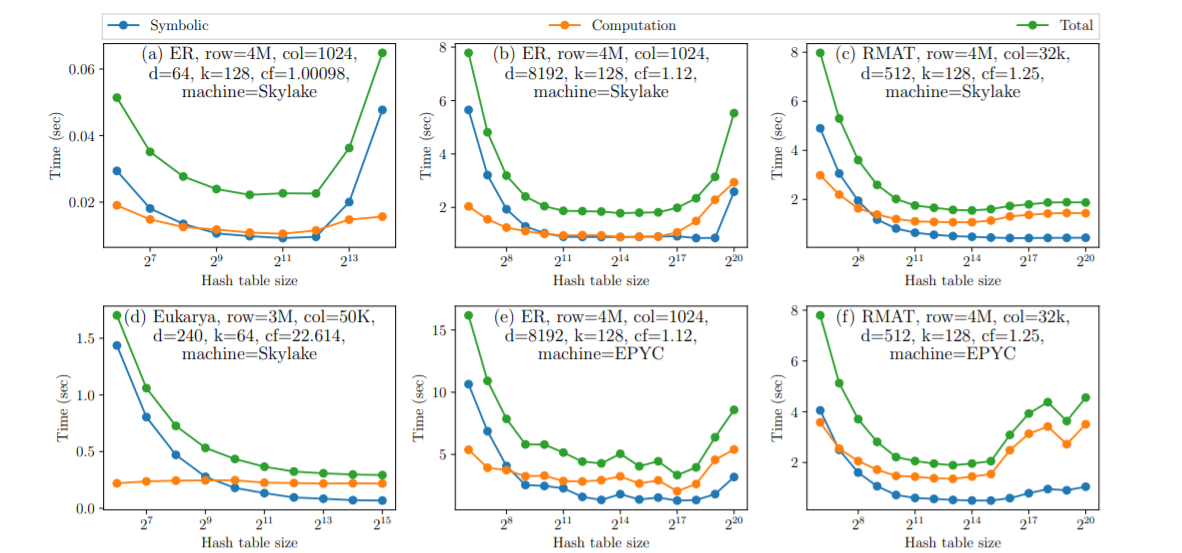 Symbolic Computation Total
(a) ER, row=4M, col=1024,
d=64, k=128, cf=1.00098,
machine=Skylake
0.06
0.04
0.02
Time (sec)
2^7 2^9 2^11 2^13
Hash table size
(b) ER, row=4M, col=1024,
d=8192, k=128, cf=1.12,
machine=Skylake
8
6
4
2
Time (sec)
2^8 2^11 2^14 2^17 2^20
Hash table size
(c) RMAT, row=4M, col=32k,
d=512, k=128, cf=1.25,
machine=Skylake
8
6
4
2
Time (sec)
2^8 2^11 2^14 2^17 2^20
Hash table size
(d) Eukarya, row=3M, col=50K,
d=240, k=64, cf=22.614,
machine=Skylake
1.5
1.0
0.5
0.0
Time (sec)
2^7 2^9 2^11 2^13 2^15
Hash table size
(e) ER, row=4M, col=1024,
d=8192, k=128, cf=1.12,
machine=EPYC
15
10
5
Time (sec)
2^8 2^11 2^14 2^17 2^20
Hash table size
(f) RMAT, row=4M, col=32k,
d=512, k=128, cf=1.25,
machine=EPYC
8
6
4
2
Time (sec)
2^8 2^11 2^14 2^17 2^20
Hash table size